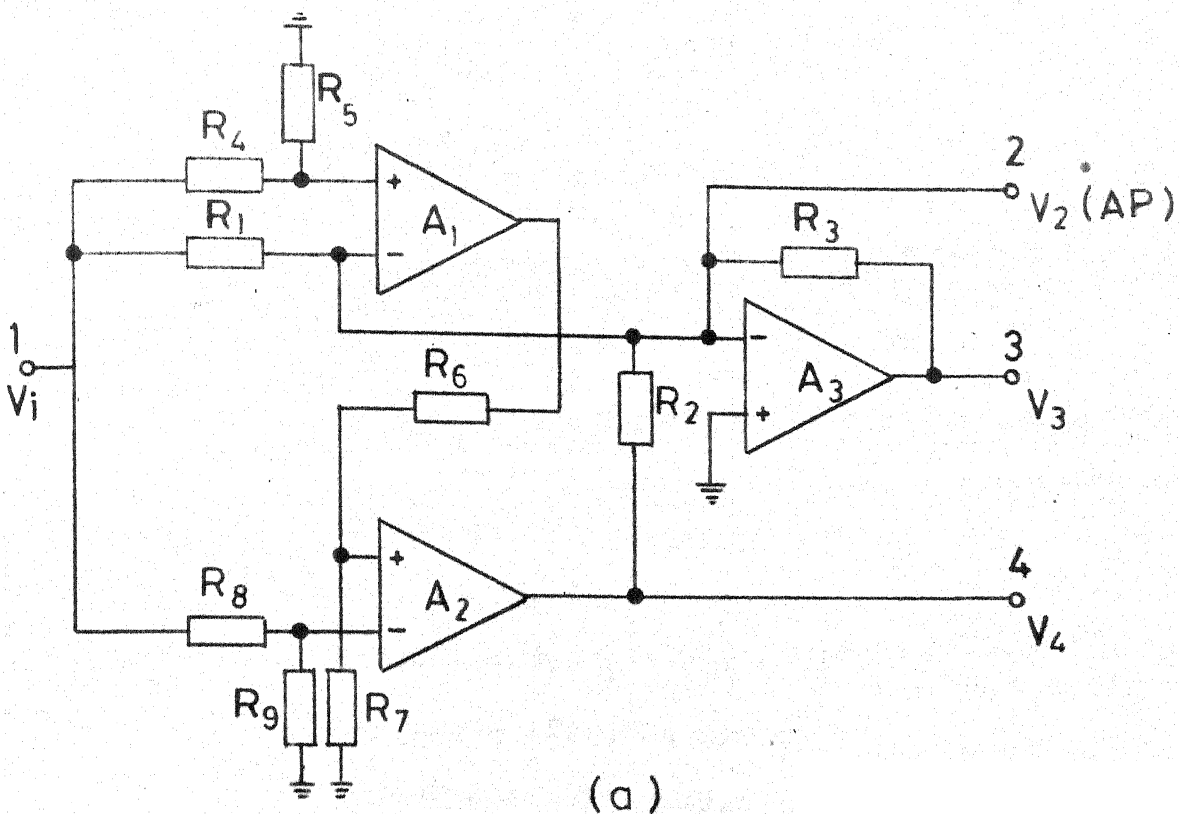 R5
R4
+
A1
R1
-
2
V2 (AP)
R3
1
Vi
R6
R2
-
A3
+
3
V3
R8
+
A2
-
4
V4
R9
R7
(a)